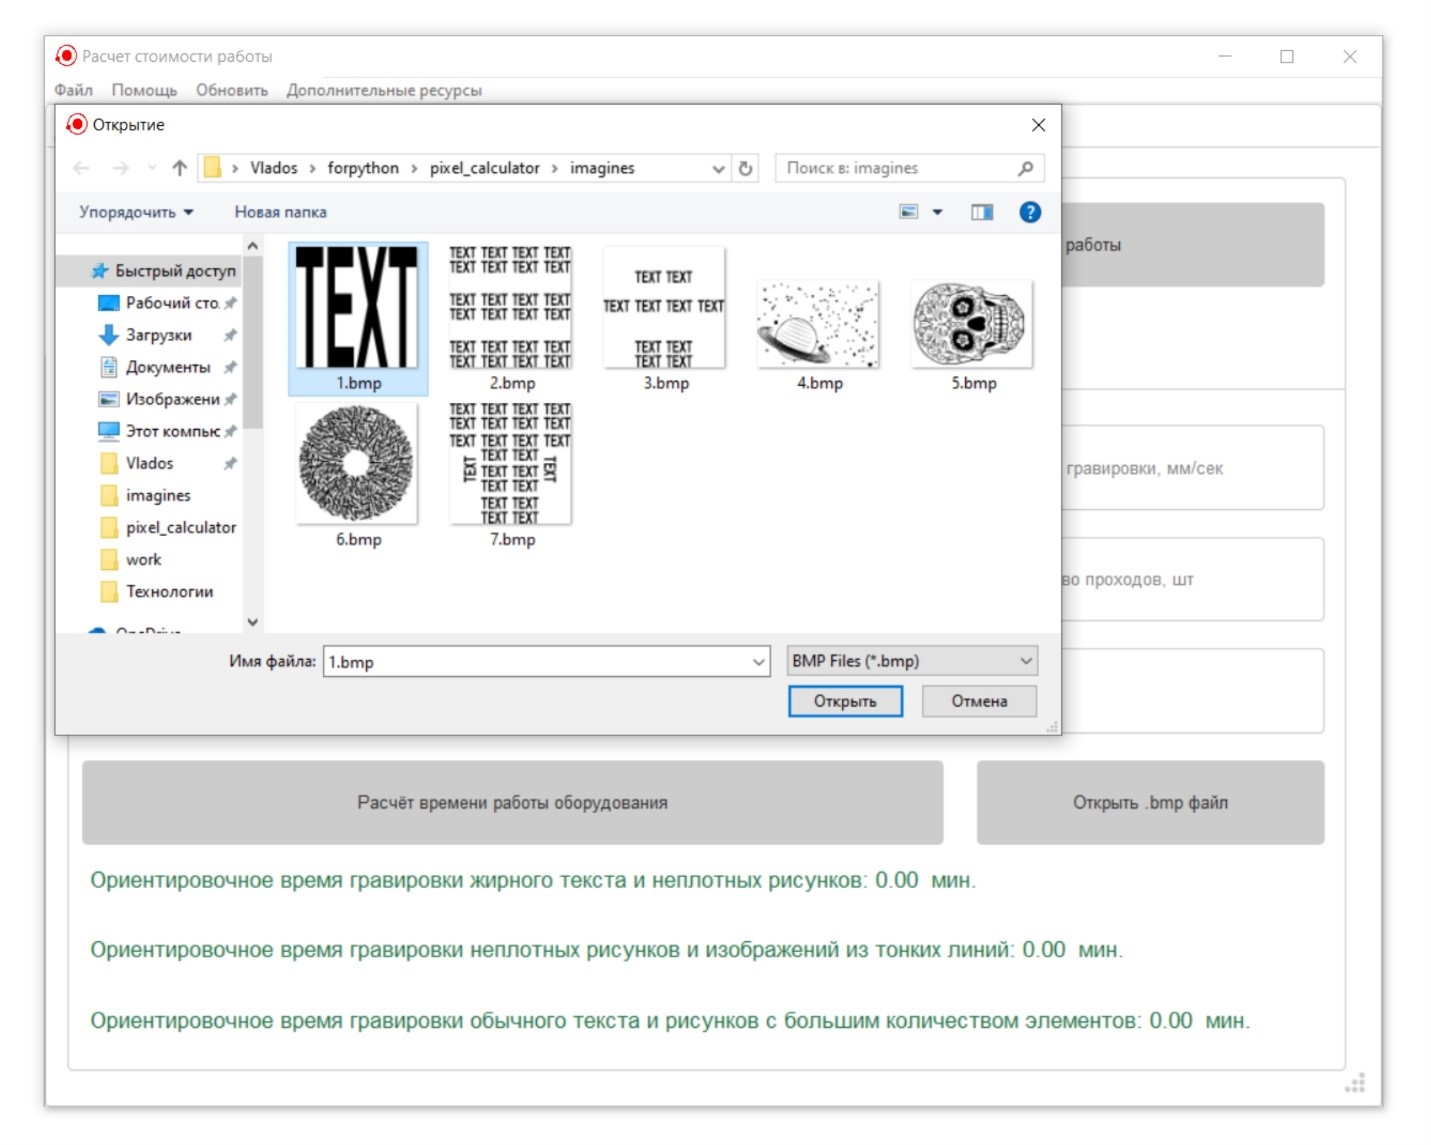 Расчет стоимости работы
Файл Помощь Обновить Дополнительные ресурсы
Открытие
Vlados > forpython > pixel_calculator > imagines
Поиск в: imagines
Упорядочить Новая папка
работы
Быстрый доступ
Рабочий сто.
Загрузки
Документы
Изображени
Этот компьк
Vlados
imagines
pixel_calculator
work
Технологии
TEXT
1.bmp
TEXT TEXT TEXT TEXT
TEXT TEXT TEXT TEXT
TEXT TEXT TEXT TEXT
TEXT TEXT TEXT TEXT
TEXT TEXT TEXT TEXT
TEXT TEXT TEXT TEXT
2.bmp
TEXT TEXT
TEXT TEXT TEXT TEXT
TEXT TEXT
TEXT TEXT
3.bmp
4.bmp
5.bmp
6.bmp
TEXT TEXT TEXT TEXT
TEXT TEXT TEXT TEXT
TEXT TEXT TEXT TEXT
TEXT TEXT
TEXT TEXT TEXT TEXT
TEXT TEXT
TEXT TEXT
TEXT TEXT
7.bmp
гравировки, мм/сек
во проходов, шт
Имя файла: 1.bmp
BMP Files (*.bmp)
Открыть Отмена
Расчёт времени работы оборудования
Открыть .bmp файл
Ориентировочное время гравировки жирного текста и неплотных рисунков: 0.00 мин.
Ориентировочное время гравировки неплотных рисунков и изображений из тонких линий: 0.00 мин.
Ориентировочное время гравировки обычного текста и рисунков с большим количеством элементов: 0.00 мин.